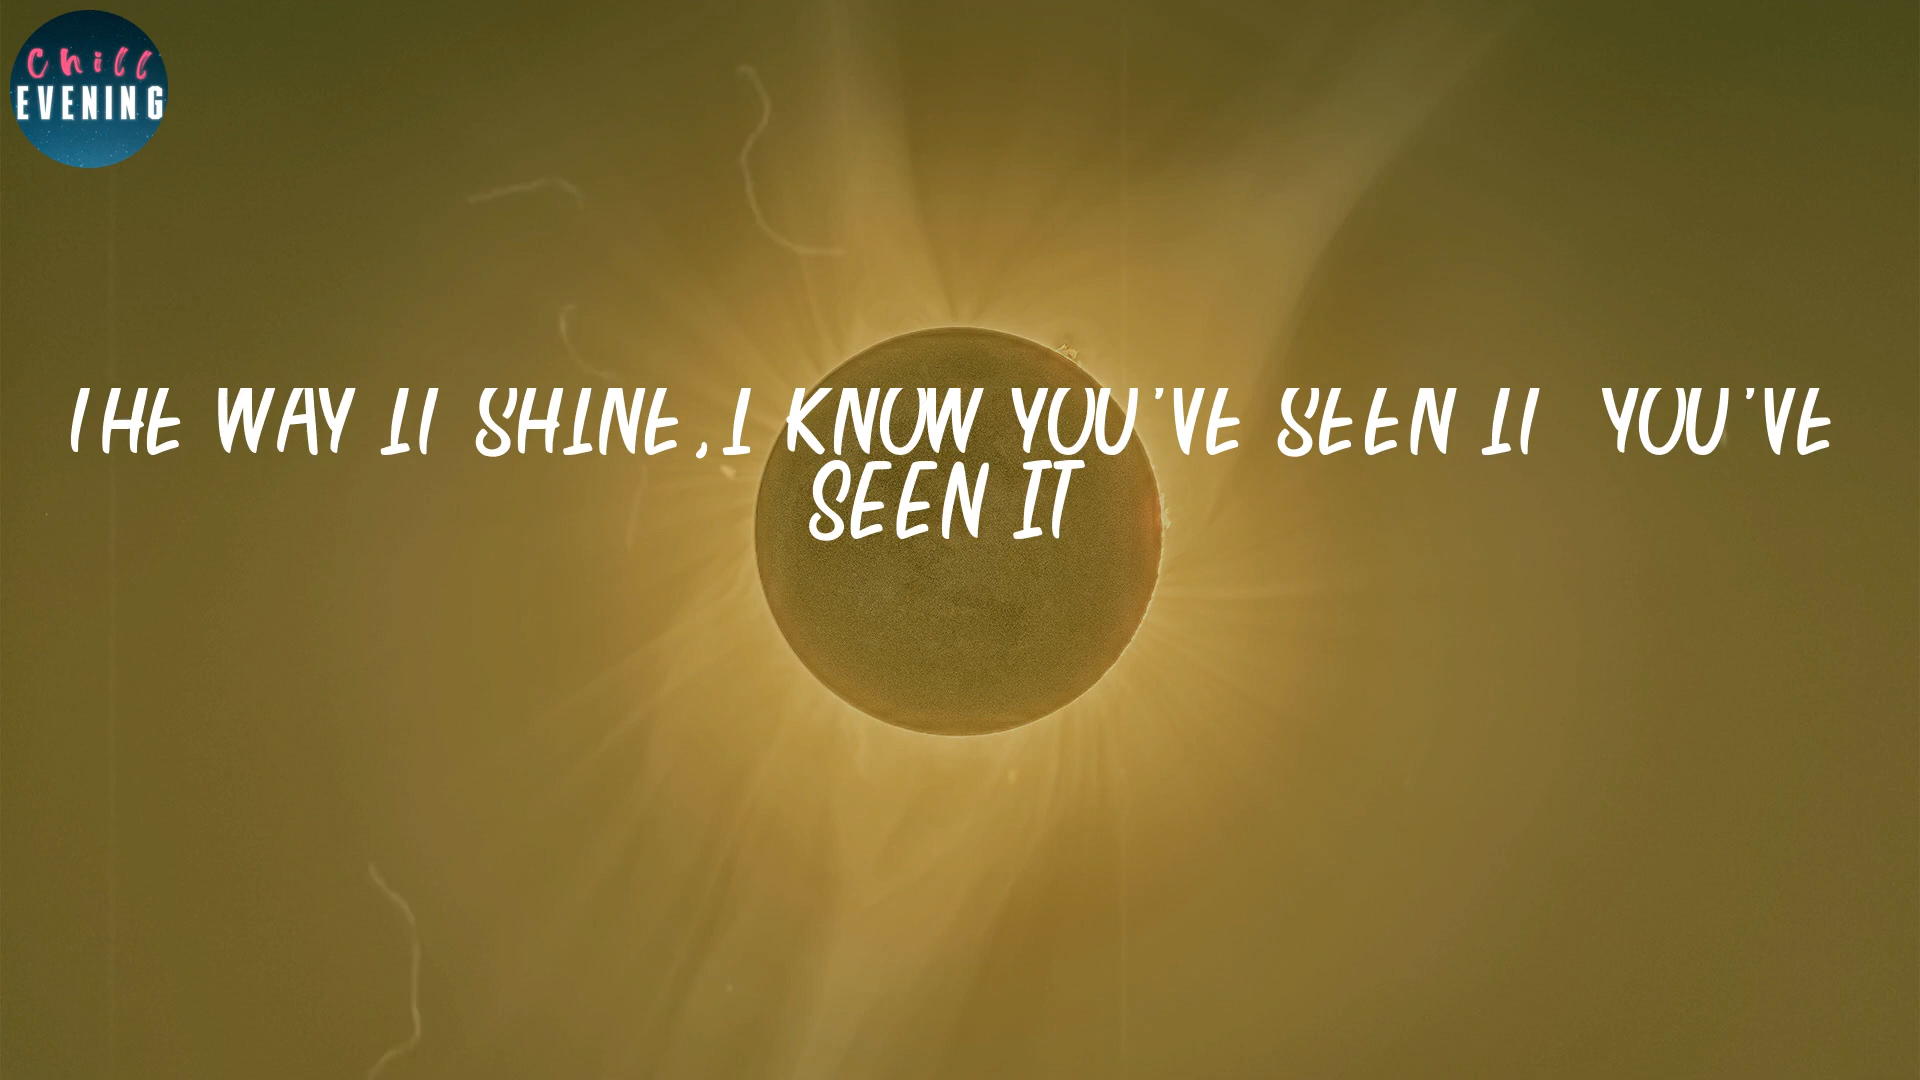 Chill
EVENING
THE WAY IT SHINE, I KNOW YOU'VE SEEN IT YOU'VE
SEEN IT